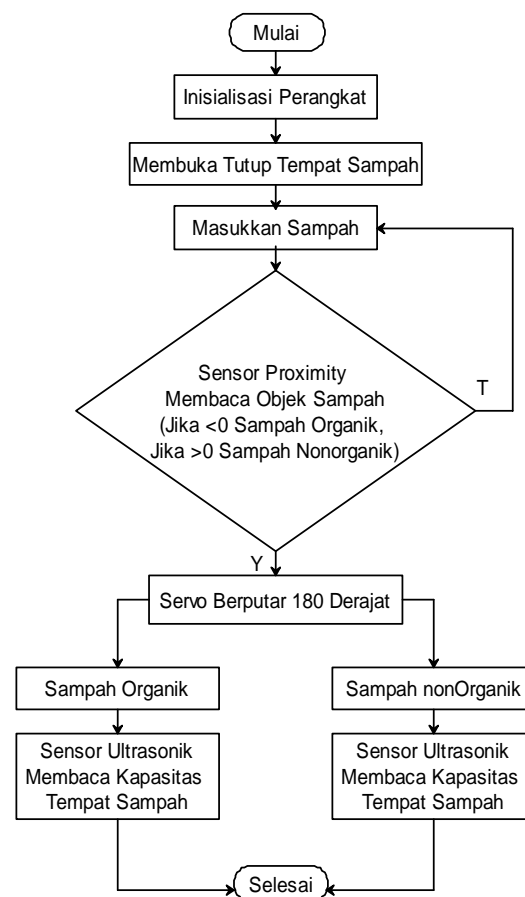 Mulai
Inisialisasi Perangkat
Membuka Tutup Tempat Sampah
Masukkan Sampah
Sensor Proximity
Membaca Objek Sampah
(Jika <0 Sampah Organik,
Jika >0 Sampah Nonorganik)
T
Y
Servo Berputar 180 Derajat
Sampah Organik
Sampah nonOrganik
Sensor Ultrasonik
Membaca Kapasitas
Tempat Sampah
Sensor Ultrasonik
Membaca Kapasitas
Tempat Sampah
Selesai